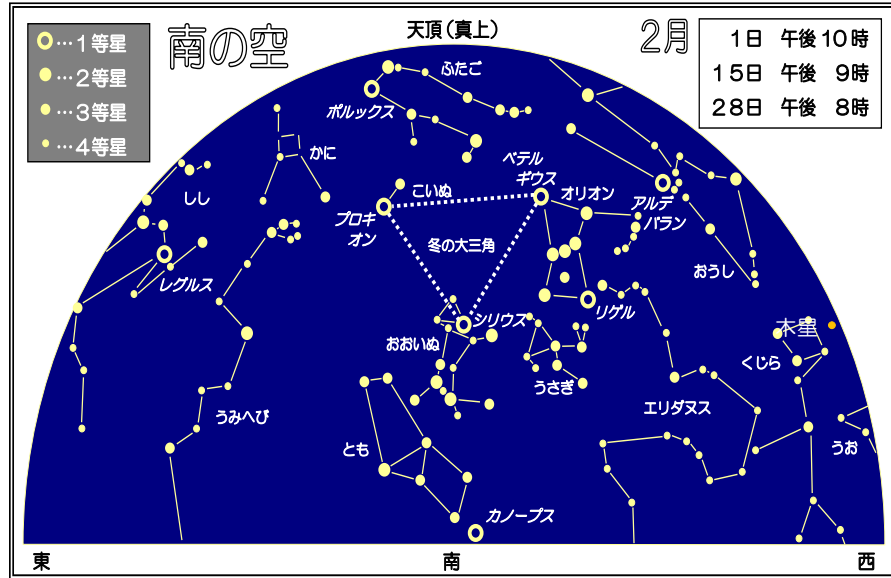 …１等星
…２等星
…３等星
…４等星
南の空
天頂（真上）
2月
１日　午後１０時
１５日　午後　９時
２８日　午後　８時
ふたご
ポルックス
かに
しし
こいぬ
プロキ
オン
ベテル
ギウス
オリオン
アルデ
バラン
冬の大三角
おうし
レグルス
シリウス
リゲル
木星
おおいぬ
うさぎ
くじら
うみへび
エリダヌス
とも
うお
カノープス
東
南
西